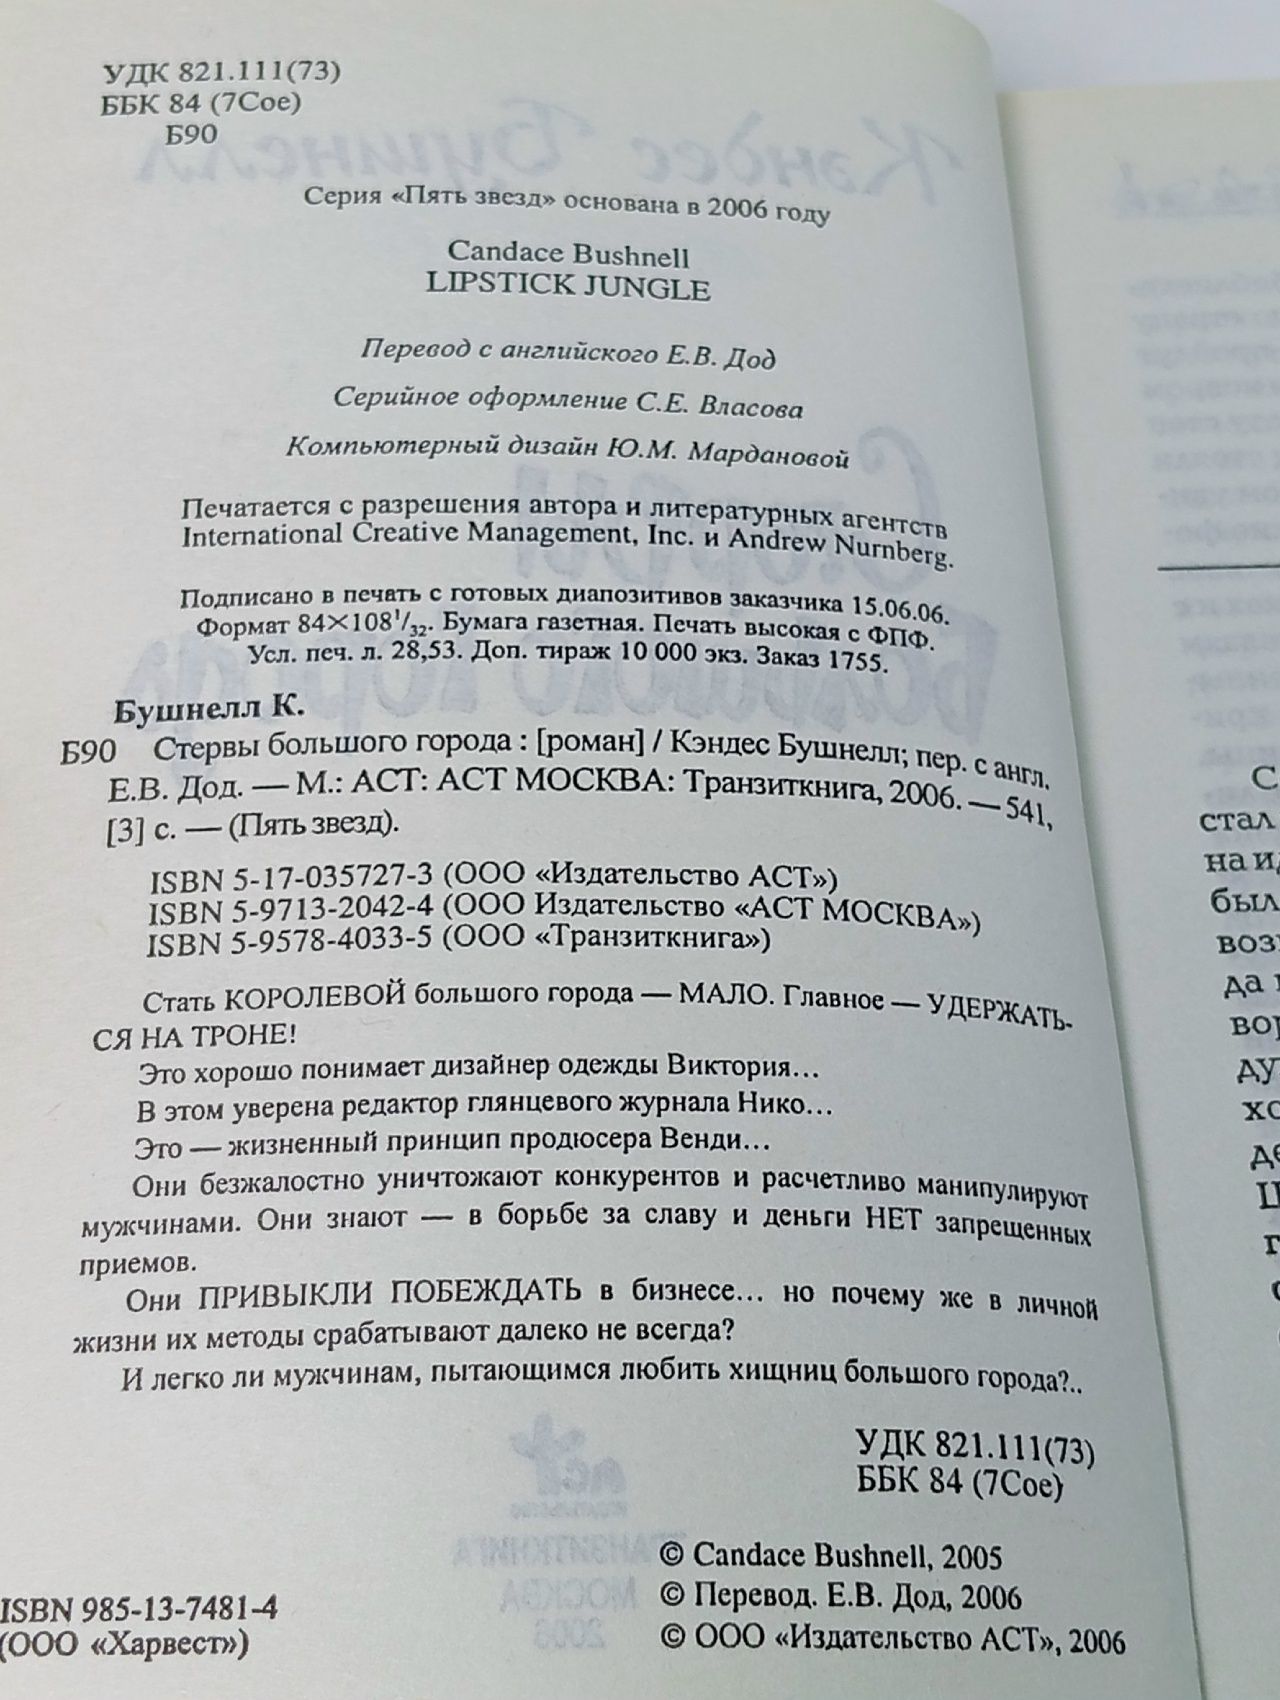 УДК 821.111(73)
ББК 84 (7Сое)
Б90
Серия «Пять звезд» основана в 2006 году
Candace Bushnell
LIPSTICK JUNGLE
Перевод с английского Е.В. Дод
Серийное оформление С.Е. Власова
Компьютерный дизайн Ю.М. Мардановой
Печатается с разрешения автора и литературных агентств
International Creative Management, Inc. и Andrew Nurnberg.
Подписано в печать с готовых диапозитивов заказчика 15.06.06.
Формат 84×108¹/₃₂. Бумага газетная. Печать высокая с ФПФ.
Усл. печ. л. 28,53. Доп. тираж 10 000 экз. Заказ 1755.
Бушнелл К.
Б90 Стервы большого города : [роман] / Кэндес Бушнелл; пер. с англ.
Е.В. Дод. — М.: АСТ: АСТ МОСКВА: Транзиткнига, 2006. — 541,
[3] с. — (Пять звезд).
ISBN 5-17-035727-3 (ООО «Издательство АСТ»)
ISBN 5-9713-2042-4 (ООО Издательство «АСТ МОСКВА»)
ISBN 5-9578-4033-5 (ООО «Транзиткнига»)
Стать КОРОЛЕВОЙ большого города — МАЛО. Главное — УДЕРЖАТЬ-
СЯ НА ТРОНЕ!
Это хорошо понимает дизайнер одежды Виктория...
В этом уверена редактор глянцевого журнала Нико...
Это — жизненный принцип продюсера Венди...
Они безжалостно уничтожают конкурентов и расчетливо манипулируют
мужчинами. Они знают — в борьбе за славу и деньги НЕТ запрещенных
приемов.
Они ПРИВЫКЛИ ПОБЕЖДАТЬ в бизнесе... но почему же в личной
жизни их методы срабатывают далеко не всегда?
И легко ли мужчинам, пытающимся любить хищниц большого города?..
УДК 821.111(73)
ББК 84 (7Сое)
© Candace Bushnell, 2005
© Перевод. Е.В. Дод, 2006
© ООО «Издательство АСТ», 2006
ISBN 985-13-7481-4
(ООО «Харвест»)
С
стал
на
был
да